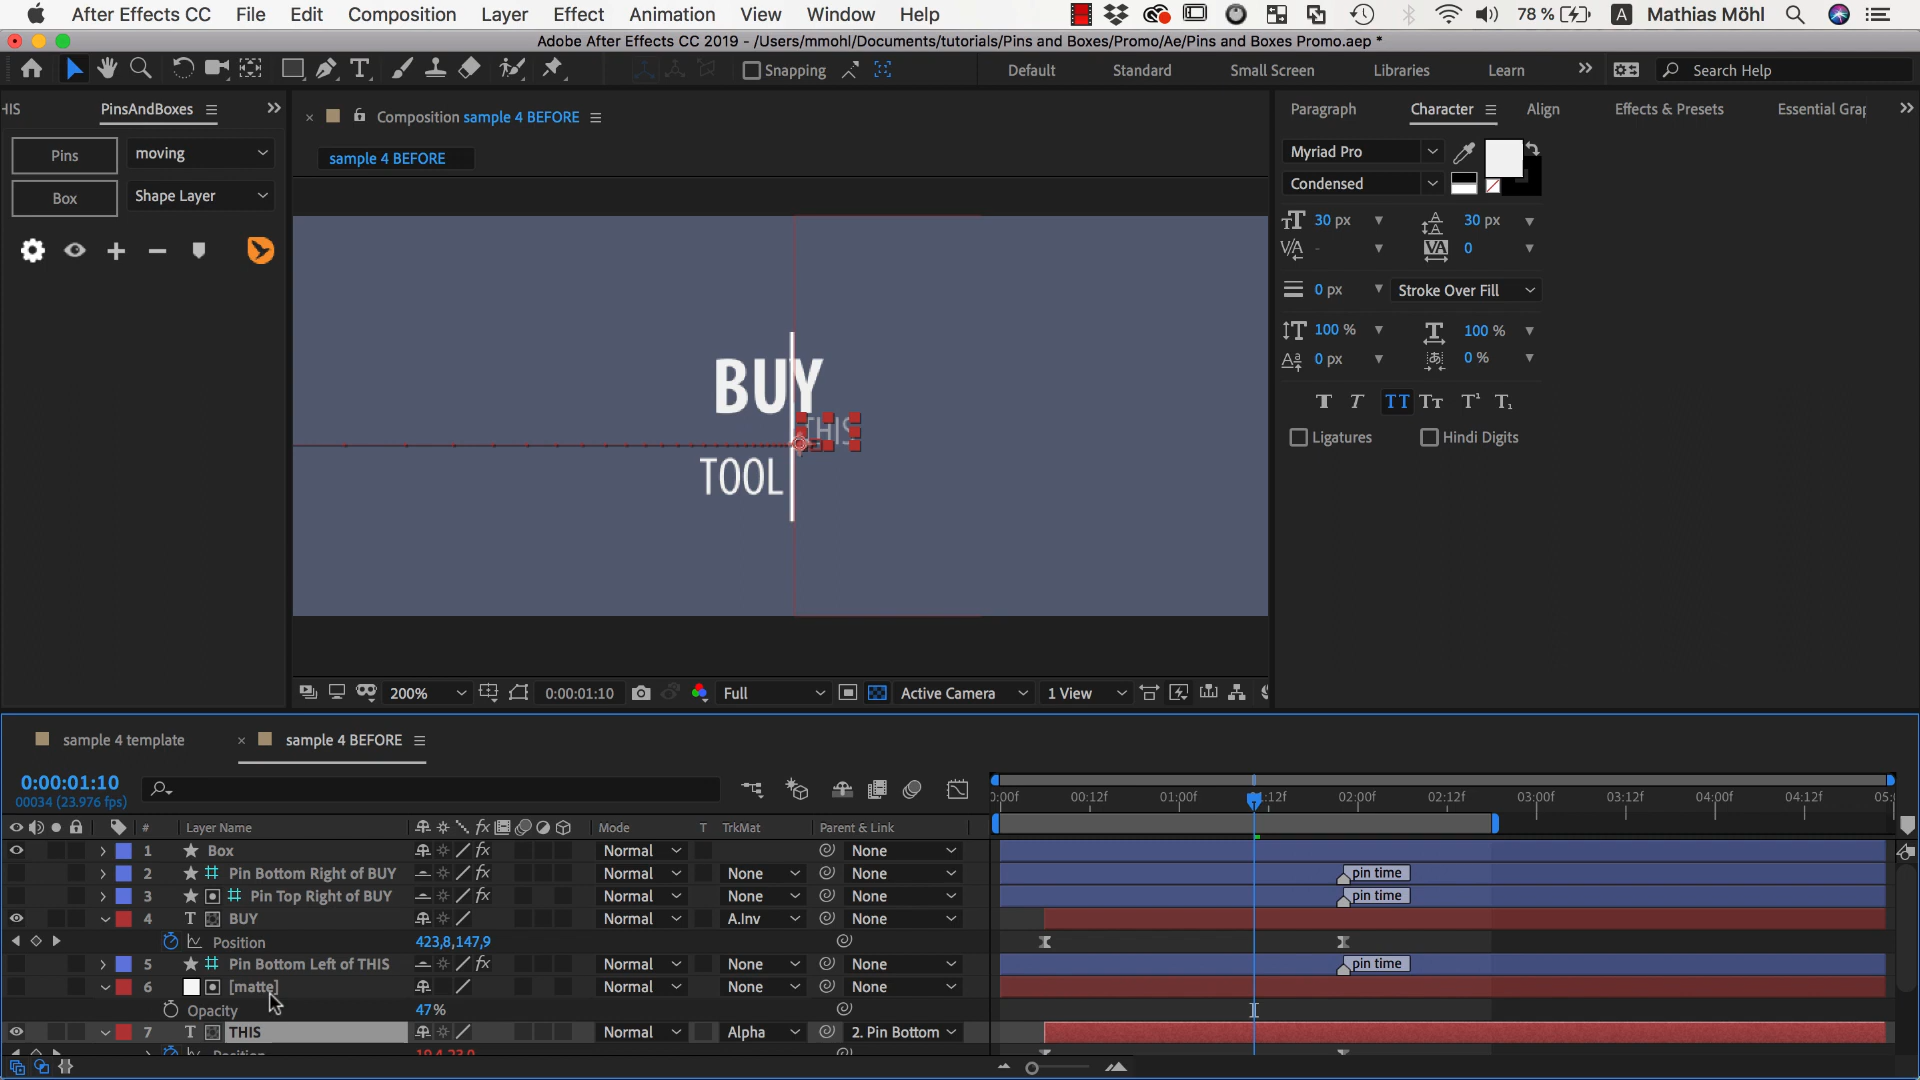 After Effects CC File Edit Composition Layer Effect Animation View Window Help 78 % A Mathias Möhl
Adobe After Effects CC 2019 - /Users/mmohl/Documents/tutorials/Pins and Boxes/Promo/Ae/Pins and Boxes Promo.aep *
Snapping Default Standard Small Screen Libraries Learn Search Help
HIS PinsAndBoxes
Composition sample 4 BEFORE
Paragraph Character Align Effects & Presets Essential Grap
Pins moving
Box Shape Layer
sample 4 BEFORE
Myriad Pro
Condensed
30 px 30 px
- 0
0 px Stroke Over Fill
100 % 100 %
0 px 0 %
Ligatures Hindi Digits
BUY
THIS
TOOL
200% 0:00:01:10 Full Active Camera 1 View
sample 4 template sample 4 BEFORE
0:00:01:10
00034 (23.976 fps)
):00f 00:12f 01:00f :12f 02:00f 02:12f 03:00f 03:12f 04:00f 04:12f 05:
# Layer Name Mode T TrkMat Parent & Link
1 Box Normal None
2 Pin Bottom Right of BUY Normal None None pin time
3 Pin Top Right of BUY Normal None None pin time
4 BUY Normal A.Inv None
Position 423,8,147,9
5 Pin Bottom Left of THIS Normal None None pin time
6 [matte] Normal None None
Opacity 47%
7 THIS Normal Alpha 2. Pin Bottom
Position 19,4,23,0